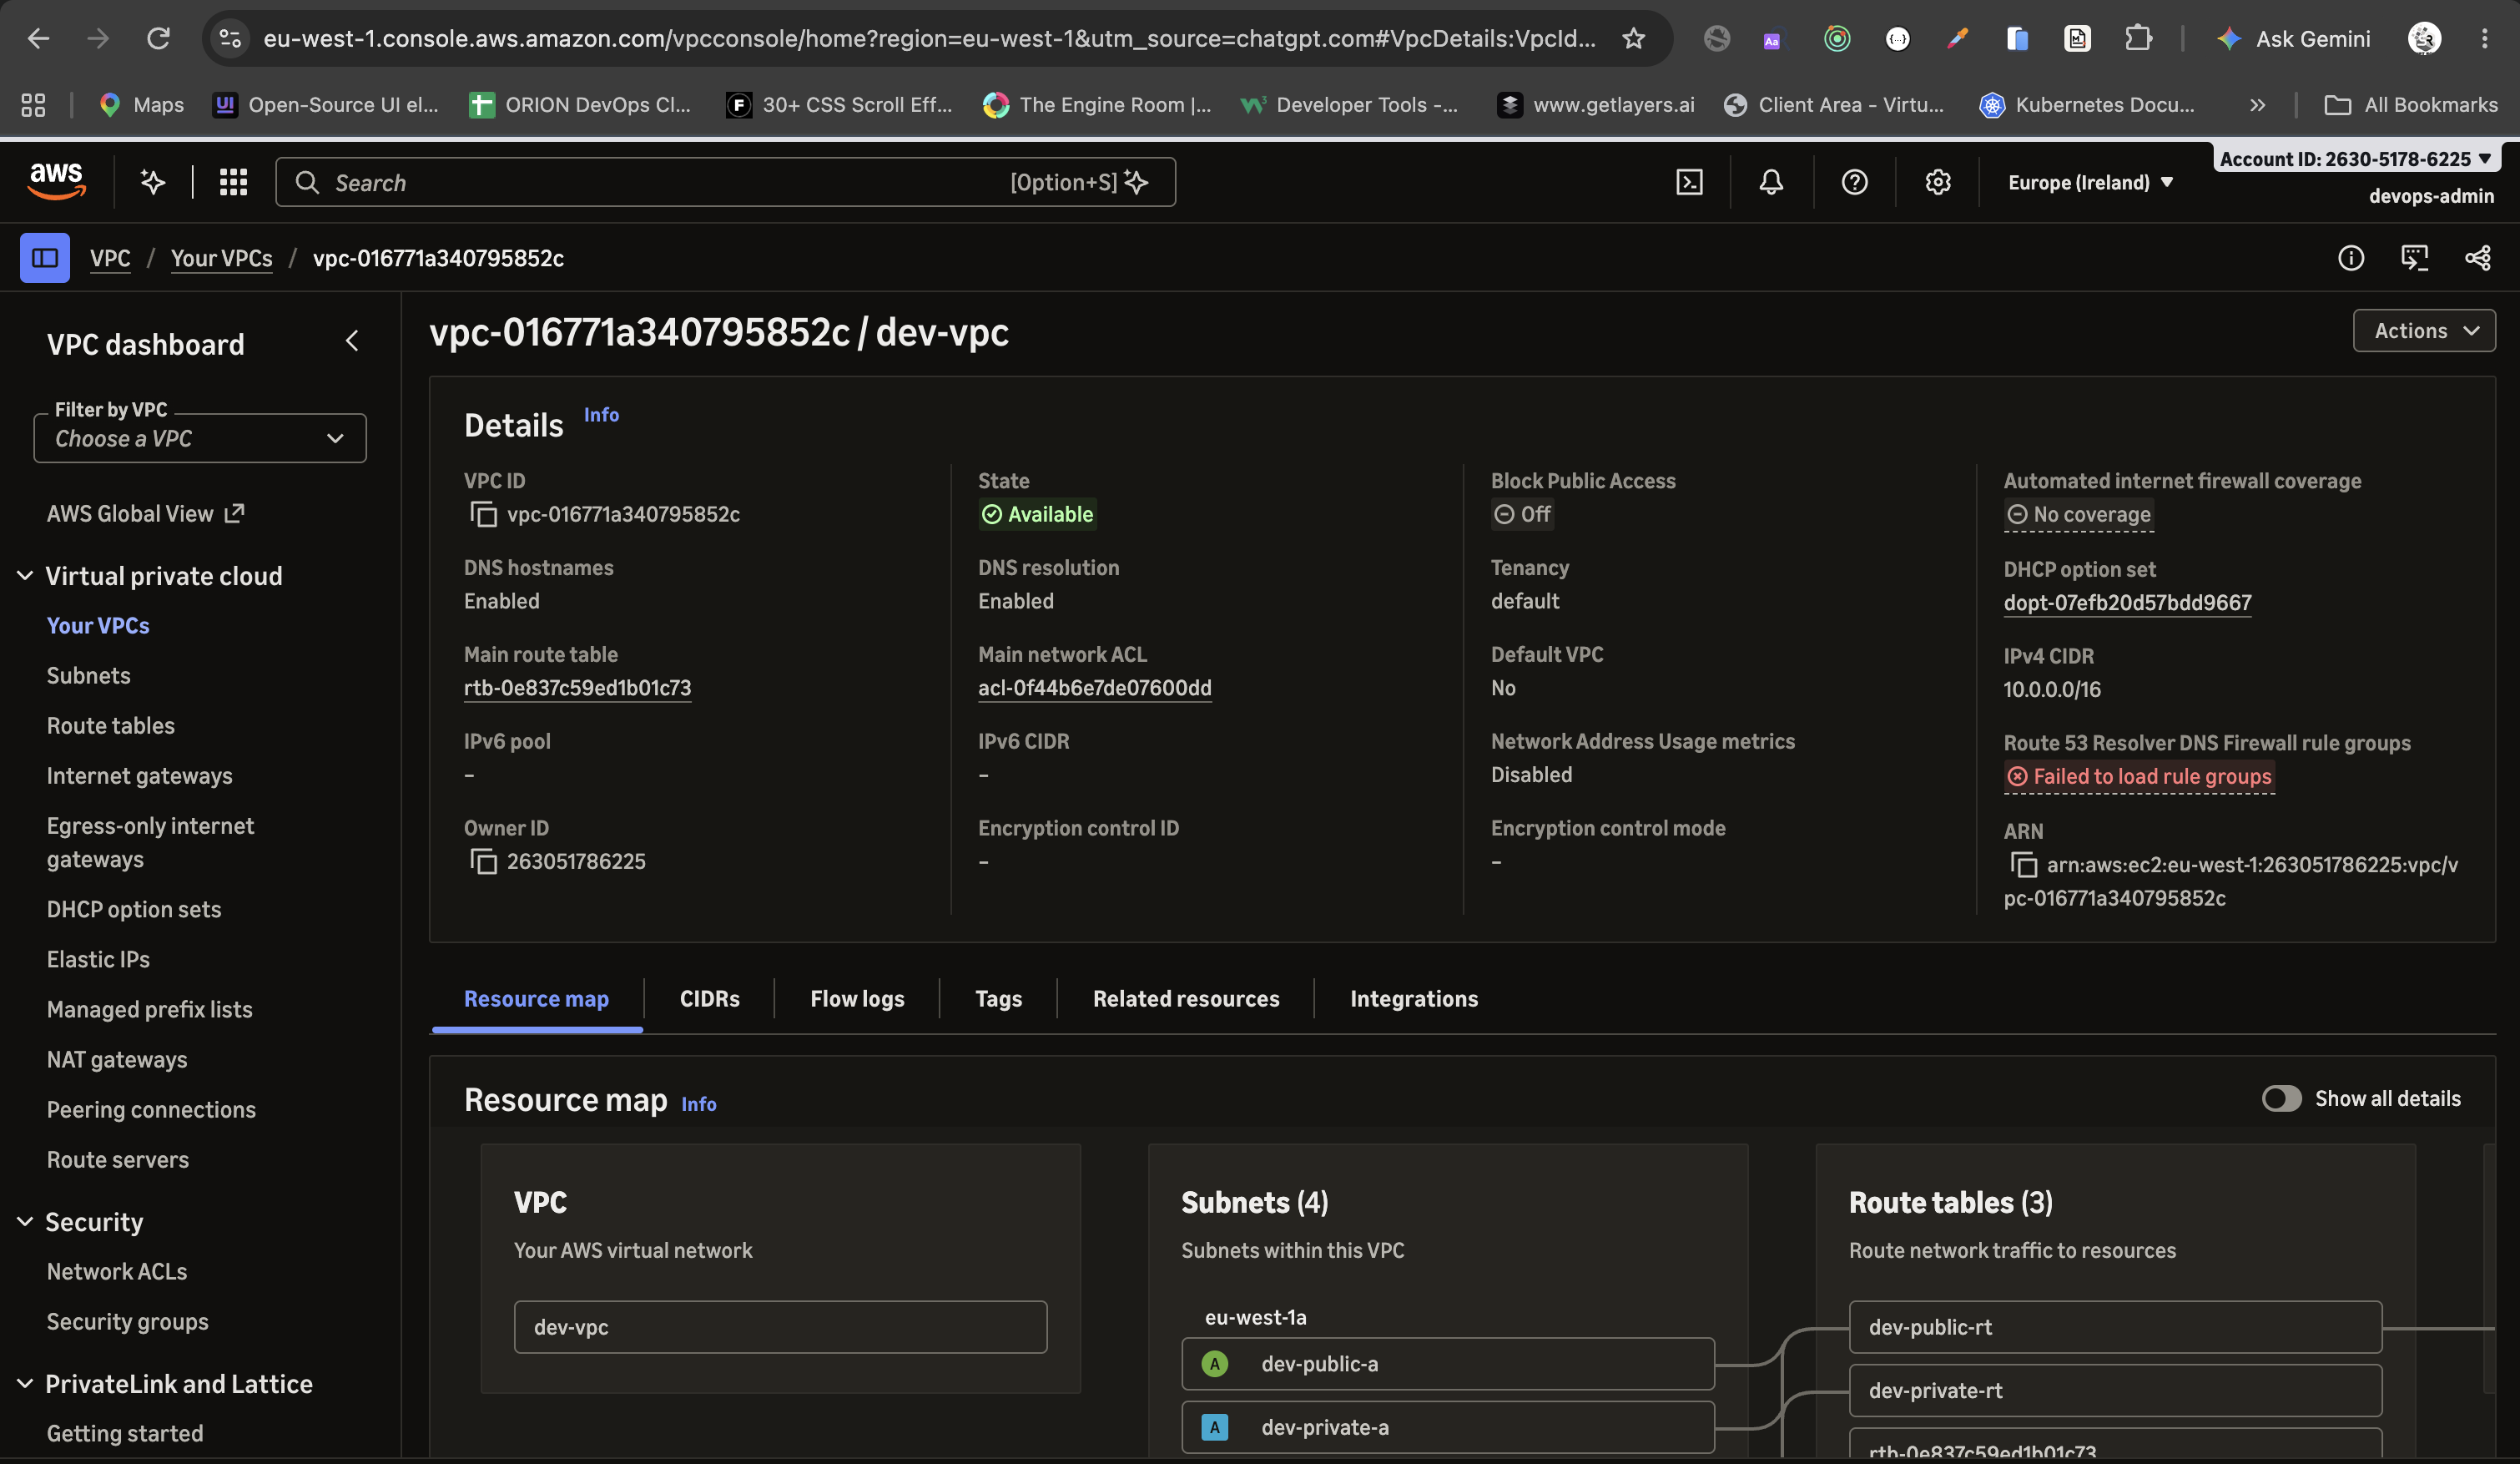 eu-west-1.console.aws.amazon.com/vpcconsole/home?region=eu-west-1&utm_source=chatgpt.com#VpcDetails:VpcId...
Ask Gemini
Maps
UI
Open-Source UI el...
ORION DevOps Cl...
F
30+ CSS Scroll Eff...
The Engine Room |...
Developer Tools -...
www.getlayers.ai
Client Area - Virtu...
Kubernetes Docu...
All Bookmarks
aws
Search
[Option+S]
Europe (Ireland)
Account ID: 2630-5178-6225
devops-admin
VPC / Your VPCs / vpc-016771a340795852c
VPC dashboard
Filter by VPC
Choose a VPC
AWS Global View
Virtual private cloud
Your VPCs
Subnets
Route tables
Internet gateways
Egress-only internet
gateways
DHCP option sets
Elastic IPs
Managed prefix lists
NAT gateways
Peering connections
Route servers
Security
Network ACLs
Security groups
PrivateLink and Lattice
Getting started
vpc-016771a340795852c / dev-vpc
Actions
Details
Info
VPC ID
vpc-016771a340795852c
DNS hostnames
Enabled
Main route table
rtb-0e837c59ed1b01c73
IPv6 pool
–
Owner ID
263051786225
State
Available
DNS resolution
Enabled
Main network ACL
acl-0f44b6e7de07600dd
IPv6 CIDR
–
Encryption control ID
–
Block Public Access
Off
Tenancy
default
Default VPC
No
Network Address Usage metrics
Disabled
Encryption control mode
–
Automated internet firewall coverage
No coverage
DHCP option set
dopt-07efb20d57bdd9667
IPv4 CIDR
10.0.0.0/16
Route 53 Resolver DNS Firewall rule groups
Failed to load rule groups
ARN
arn:aws:ec2:eu-west-1:263051786225:vpc/v
pc-016771a340795852c
Resource map
CIDRs
Flow logs
Tags
Related resources
Integrations
Resource map
Info
Show all details
VPC
Your AWS virtual network
dev-vpc
Subnets (4)
Subnets within this VPC
eu-west-1a
A
dev-public-a
A
dev-private-a
Route tables (3)
Route network traffic to resources
dev-public-rt
dev-private-rt
rtb-0e837c59ed1b01c73